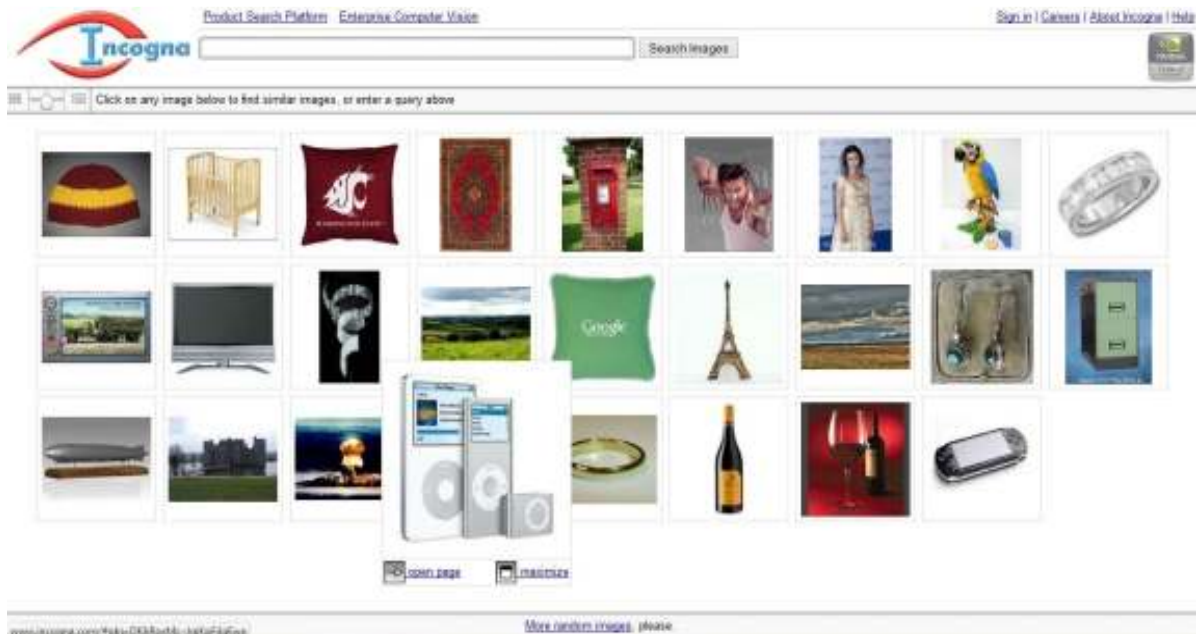 Product Search Platform Enterprise Computer Vision
Sign in | Careers | About Incogna | Help
Incogna
Search Images
Click on any image below to find similar images, or enter a query above
Google
open page maximize
More random images, please